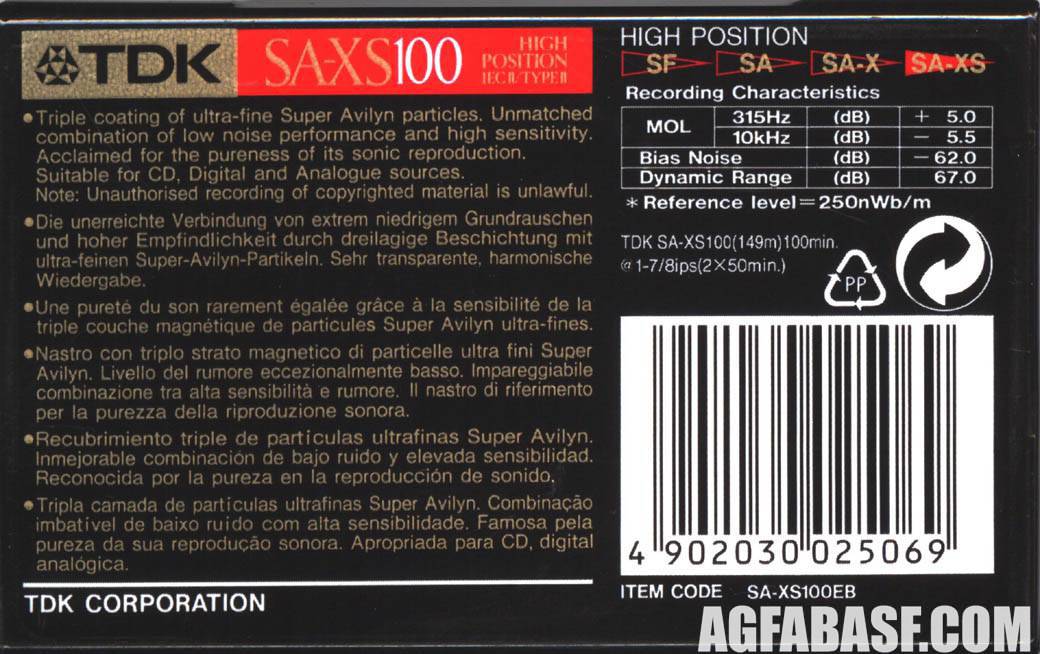 TDK
SA-XS100
HIGH
POSITION
IEC II/TYPE II
•Triple coating of ultra-fine Super Avilyn particles. Unmatched
combination of low noise performance and high sensitivity.
Acclaimed for the pureness of its sonic reproduction.
Suitable for CD, Digital and Analogue sources.
Note: Unauthorised recording of copyrighted material is unlawful.
•Die unerreichte Verbindung von extrem niedrigem Grundrauschen
und hoher Empfindlichkeit durch dreilagige Beschichtung mit
ultra-feinen Super-Avilyn-Partikeln. Sehr transparente, harmonische
Wiedergabe.
•Une pureté du son rarement égalée grâce à la sensibilité de la
triple couche magnétique de particules Super Avilyn ultra-fines.
•Nastro con triplo strato magnetico di particelle ultra fini Super
Avilyn. Livello del rumore eccezionalmente basso. Impareggiabile
combinazione tra alta sensibilità e rumore. Il nastro di riferimento
per la purezza della riproduzione sonora.
•Recubrimiento triple de partículas ultrafinas Super Avilyn.
Inmejorable combinación de bajo ruido y elevada sensibilidad.
Reconocida por la pureza en la reproducción de sonido.
•Tripla camada de partículas ultrafinas Super Avilyn. Combinação
imbatível de baixo ruído com alta sensibilidade. Famosa pela
pureza da sua reprodução sonora. Apropriada para CD, digital
analógica.
TDK CORPORATION
HIGH POSITION
SF SA SA-X SA-XS
Recording Characteristics
MOL 315Hz (dB) + 5.0
10kHz (dB) − 5.5
Bias Noise (dB) −62.0
Dynamic Range (dB) 67.0
* Reference level=250nWb/m
TDK SA-XS100(149m)100min.
@1-7/8ips(2×50min.)
PP
4 902030 025069
ITEM CODE SA-XS100EB
AGFABASF.COM